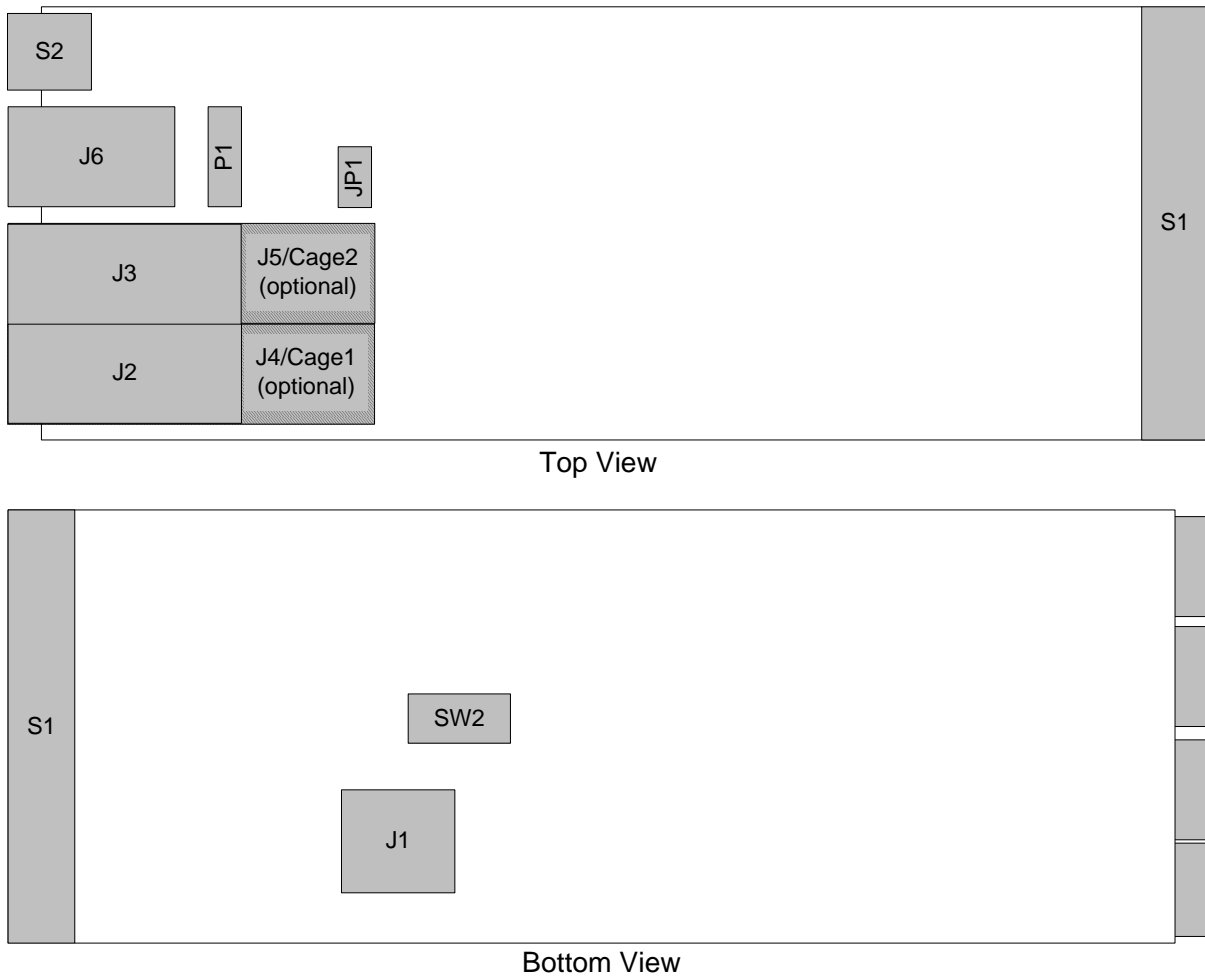 S2
J6
P1
JP1
S1
J3
J5/Cage2
(optional)
J2
J4/Cage1
(optional)
Top View
S1
SW2
J1
Bottom View